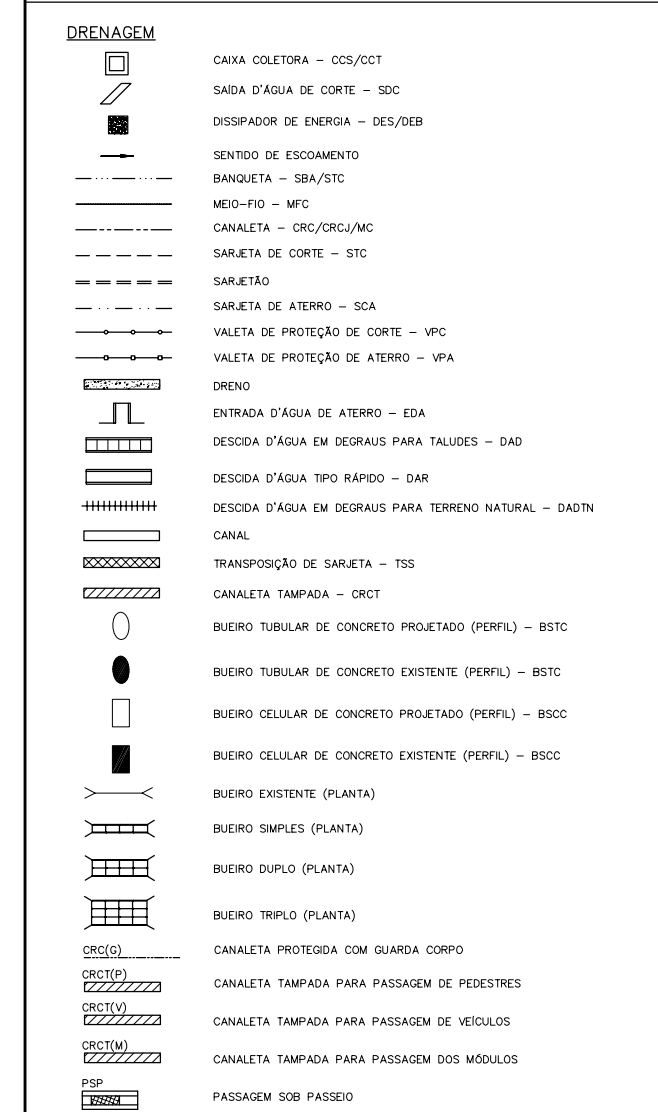 DRENAGEM
CAIXA COLETORA – CCS/CCT
SAÍDA D'ÁGUA DE CORTE – SDC
DISSIPADOR DE ENERGIA – DES/DEB
SENTIDO DE ESCOAMENTO
BANQUETA – SBA/STC
MEIO-FIO – MFC
CANALETA – CRC/CRCJ/MC
SARJETA DE CORTE – STC
SARJETÃO
SARJETA DE ATERRO – SCA
VALETA DE PROTEÇÃO DE CORTE – VPC
VALETA DE PROTEÇÃO DE ATERRO – VPA
DRENO
ENTRADA D'ÁGUA DE ATERRO – EDA
DESCIDA D'ÁGUA EM DEGRAUS PARA TALUDES – DAD
DESCIDA D'ÁGUA TIPO RÁPIDO – DAR
DESCIDA D'ÁGUA EM DEGRAUS PARA TERRENO NATURAL – DADTN
CANAL
TRANSPOSIÇÃO DE SARJETA – TSS
CANALETA TAMPADA – CRCT
BUEIRO TUBULAR DE CONCRETO PROJETADO (PERFIL) – BSTC
BUEIRO TUBULAR DE CONCRETO EXISTENTE (PERFIL) – BSTC
BUEIRO CELULAR DE CONCRETO PROJETADO (PERFIL) – BSCC
BUEIRO CELULAR DE CONCRETO EXISTENTE (PERFIL) – BSCC
BUEIRO EXISTENTE (PLANTA)
BUEIRO SIMPLES (PLANTA)
BUEIRO DUPLO (PLANTA)
BUEIRO TRIPLO (PLANTA)
CRC(G) CANALETA PROTEGIDA COM GUARDA CORPO
CRCT(P) CANALETA TAMPADA PARA PASSAGEM DE PEDESTRES
CRCT(V) CANALETA TAMPADA PARA PASSAGEM DE VEÍCULOS
CRCT(M) CANALETA TAMPADA PARA PASSAGEM DOS MÓDULOS
PSP PASSAGEM SOB PASSEIO